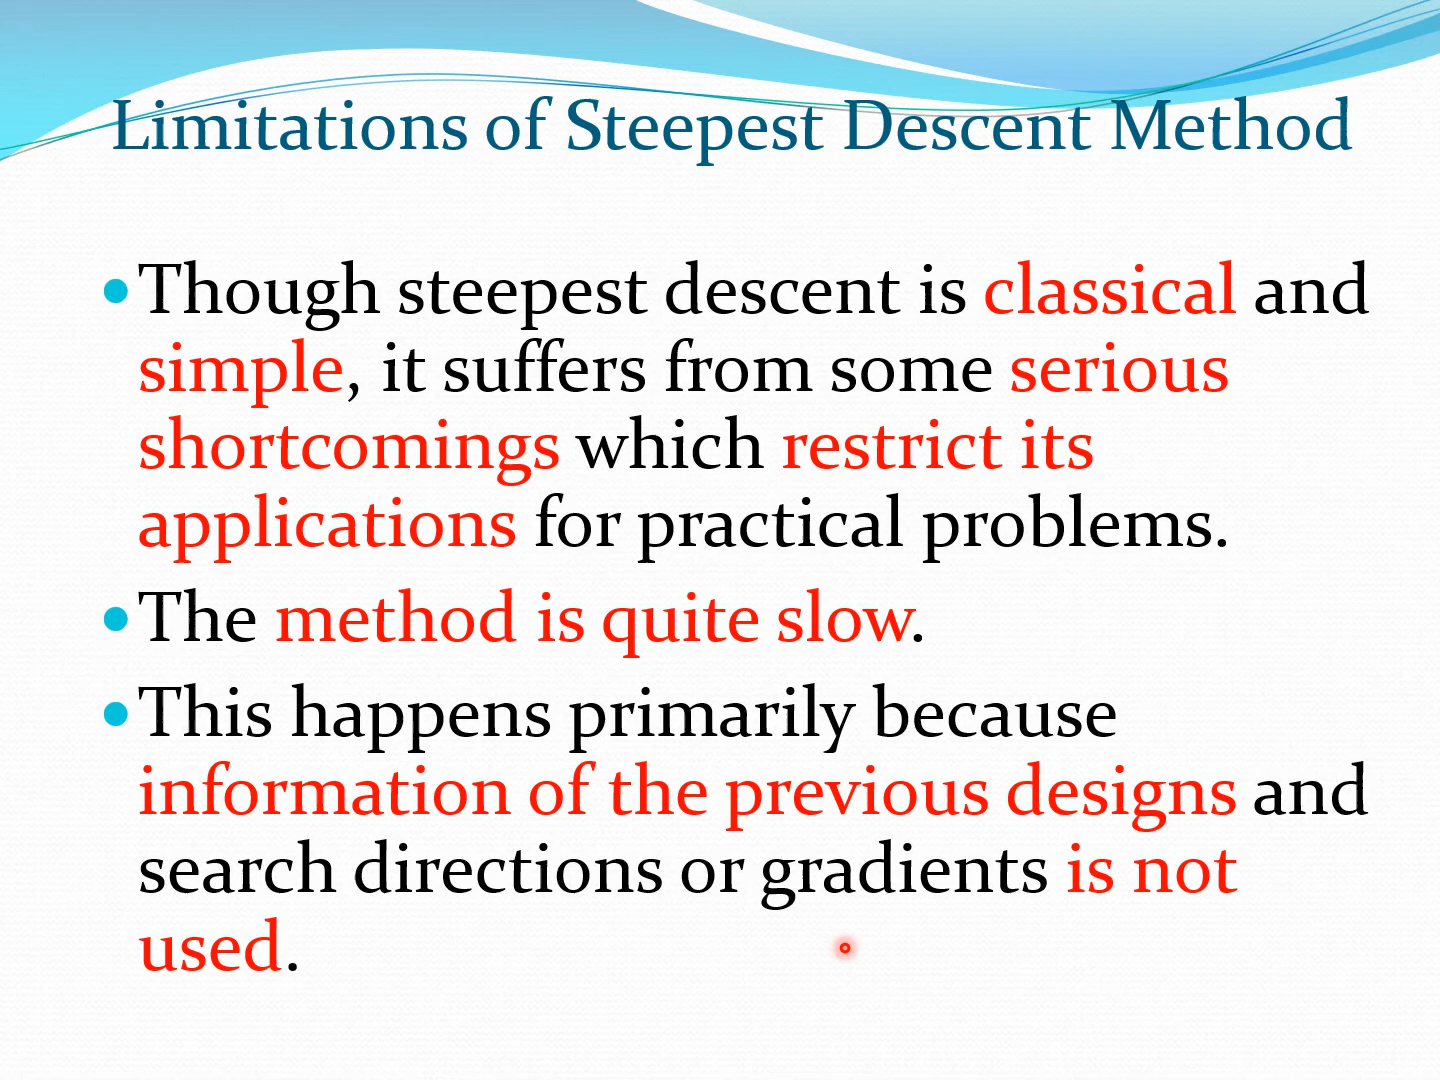 Limitations of Steepest Descent Method
• Though steepest descent is classical and
simple, it suffers from some serious
shortcomings which restrict its
applications for practical problems.
• The method is quite slow.
• This happens primarily because
information of the previous designs and
search directions or gradients is not
used.